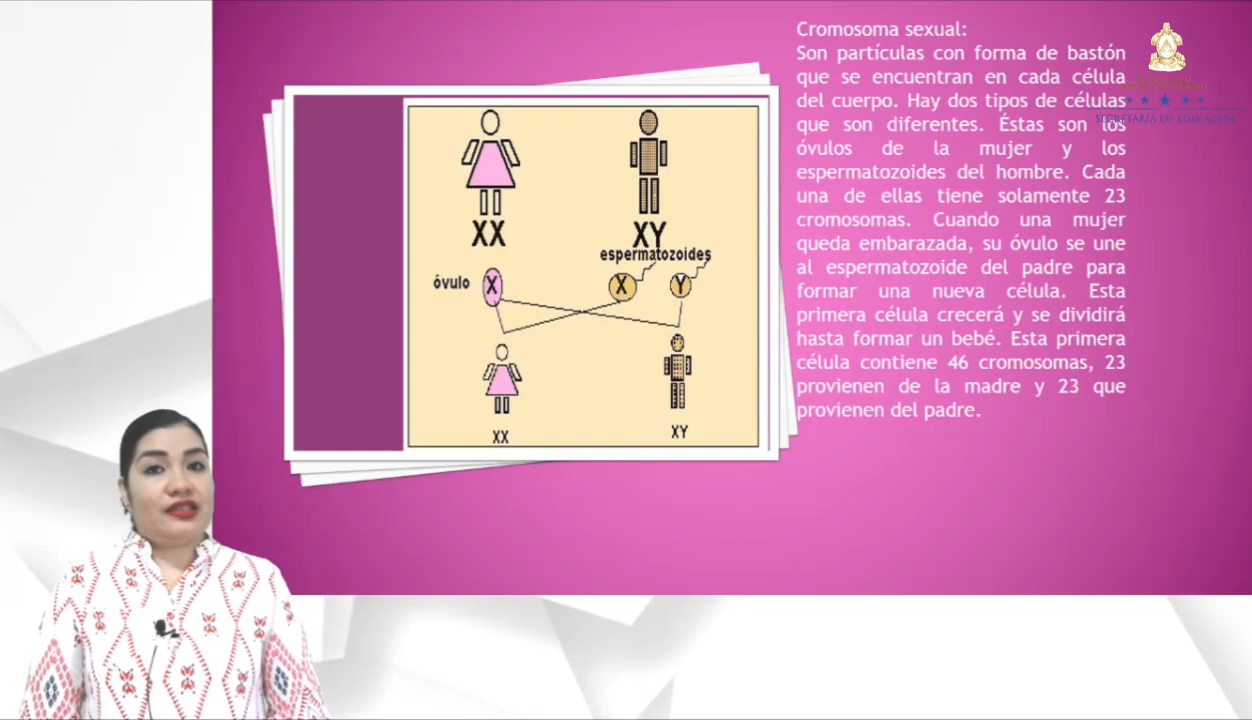 Cromosoma sexual:
Son partículas con forma de bastón
que se encuentran en cada célula
del cuerpo. Hay dos tipos de células
que son diferentes. Éstas son los
óvulos de la mujer y los
espermatozoides del hombre. Cada
una de ellas tiene solamente 23
cromosomas. Cuando una mujer
queda embarazada, su óvulo se une
al espermatozoide del padre para
formar una nueva célula. Esta
primera célula crecerá y se dividirá
hasta formar un bebé. Esta primera
célula contiene 46 cromosomas, 23
provienen de la madre y 23 que
provienen del padre.
SECRETARÍA DE EDUCACIÓN
XX XY
espermatozoides
óvulo X X Y
XX XY